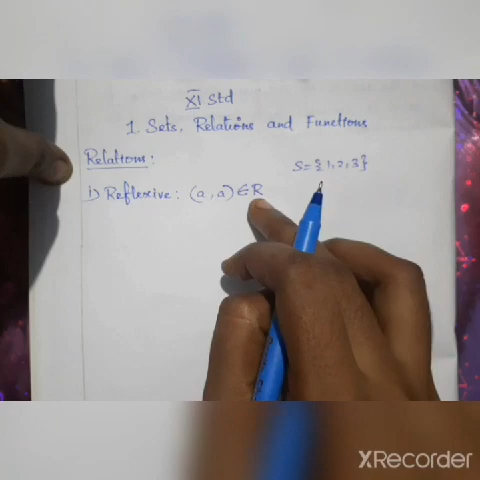 XI Std
1. Sets, Relations and Functions
Relations:
S = {1, 2, 3}
i) Reflexive: (a, a) ∈ R
XRecorder